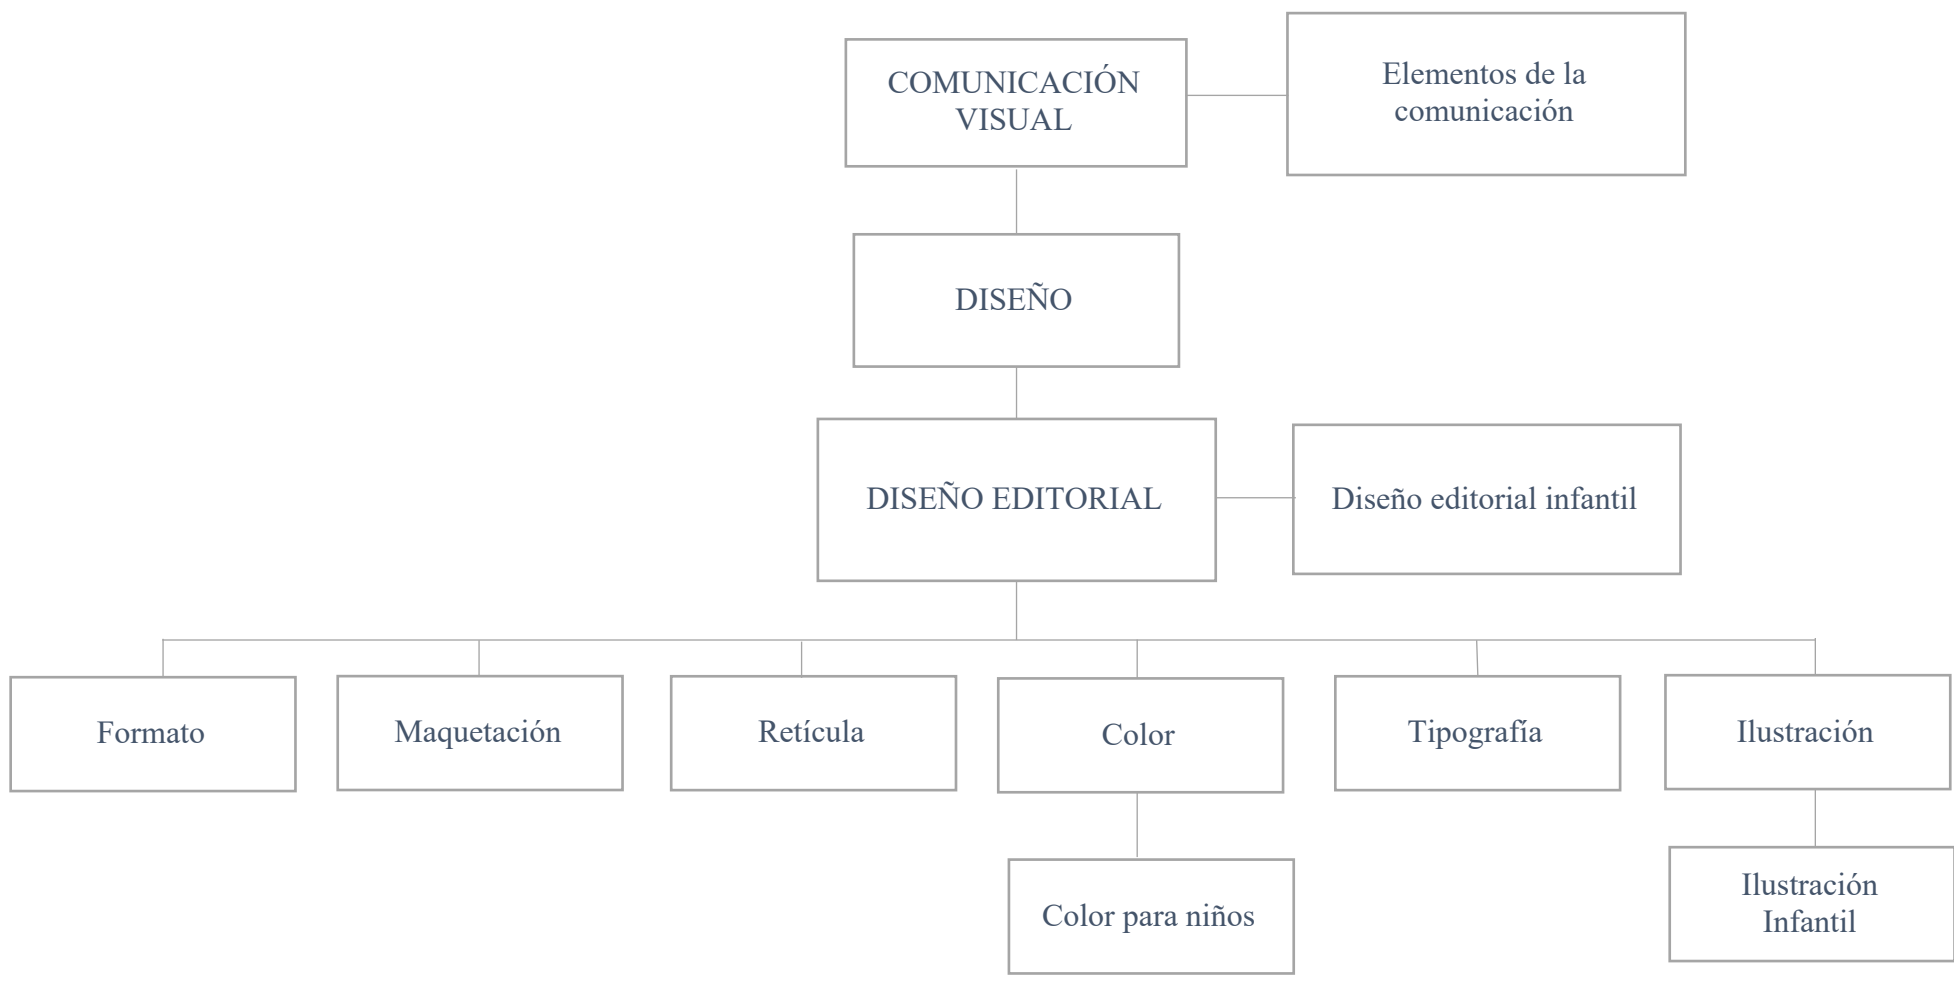 COMUNICACIÓN
VISUAL
Elementos de la
comunicación
DISEÑO
DISEÑO EDITORIAL
Diseño editorial infantil
Formato
Maquetación
Retícula
Color
Tipografía
Ilustración
Color para niños
Ilustración
Infantil